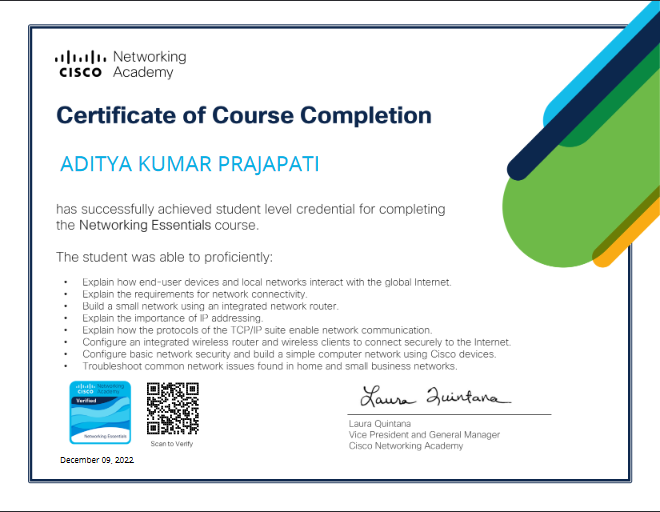 Networking
CISCO Academy
Certificate of Course Completion
ADITYA KUMAR PRAJAPATI
has successfully achieved student level credential for completing
the Networking Essentials course.
The student was able to proficiently:
• Explain how end-user devices and local networks interact with the global Internet.
• Explain the requirements for network connectivity.
• Build a small network using an integrated network router.
• Explain the importance of IP addressing.
• Explain how the protocols of the TCP/IP suite enable network communication.
• Configure an integrated wireless router and wireless clients to connect securely to the Internet.
• Configure basic network security and build a simple computer network using Cisco devices.
• Troubleshoot common network issues found in home and small business networks.
Networking
CISCO Academy
Verified
Networking Essentials
Scan to Verify
Laura Quintana
Laura Quintana
Vice President and General Manager
Cisco Networking Academy
December 09, 2022